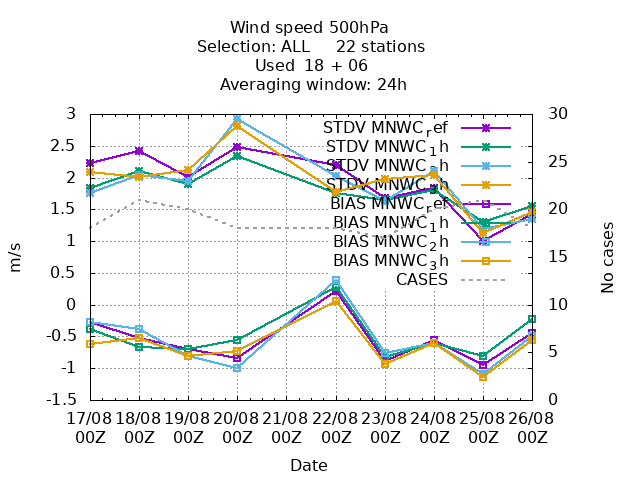 Wind speed 500hPa
Selection: ALL 22 stations
Used 18 + 06
Averaging window: 24h
3
2.5
2
1.5
1
0.5
0
-0.5
-1
-1.5
m/s
30
25
20
15
10
5
0
No cases
STDV MNWC_ref
STDV MNWC_1h
STDV MNWC_2h
STDV MNWC_3h
BIAS MNWC_ref
BIAS MNWC_1h
BIAS MNWC_2h
BIAS MNWC_3h
CASES
17/08 18/08 19/08 20/08 21/08 22/08 23/08 24/08 25/08 26/08
00Z 00Z 00Z 00Z 00Z 00Z 00Z 00Z 00Z 00Z
Date